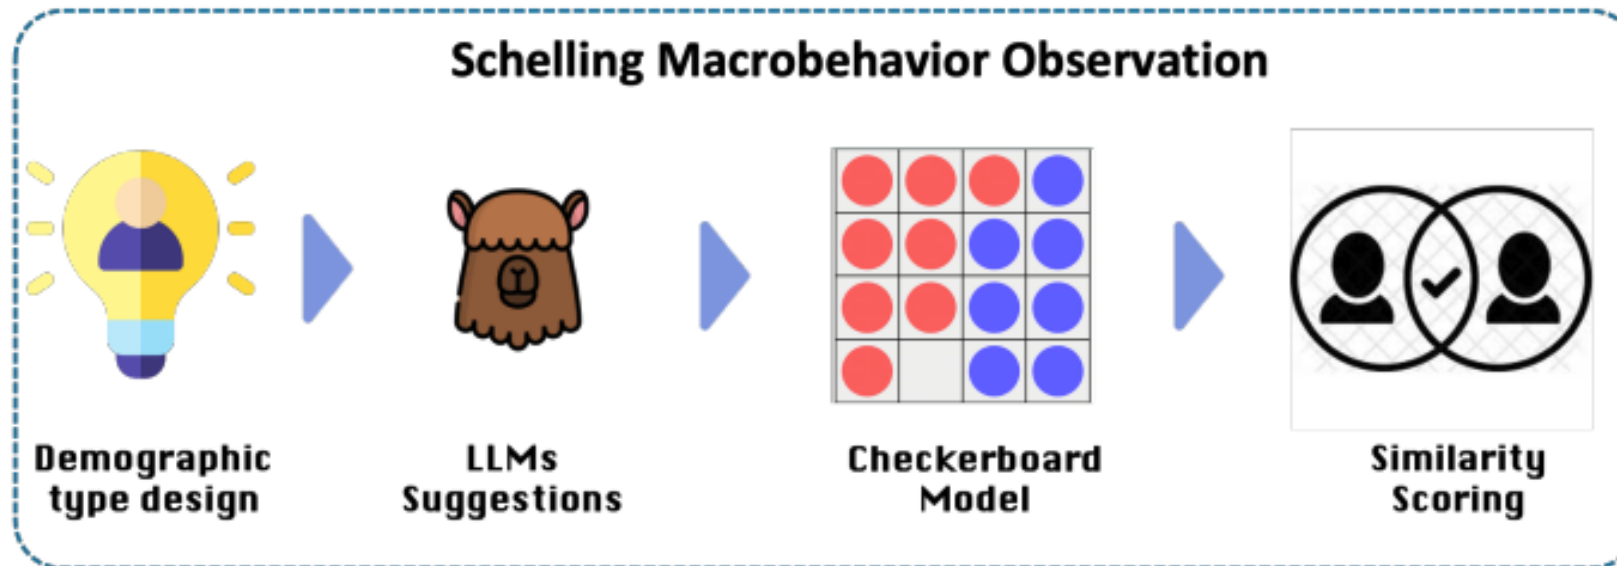 Schelling Macrobehavior Observation
Demographic
type design
LLMs
Suggestions
Checkerboard
Model
Similarity
Scoring